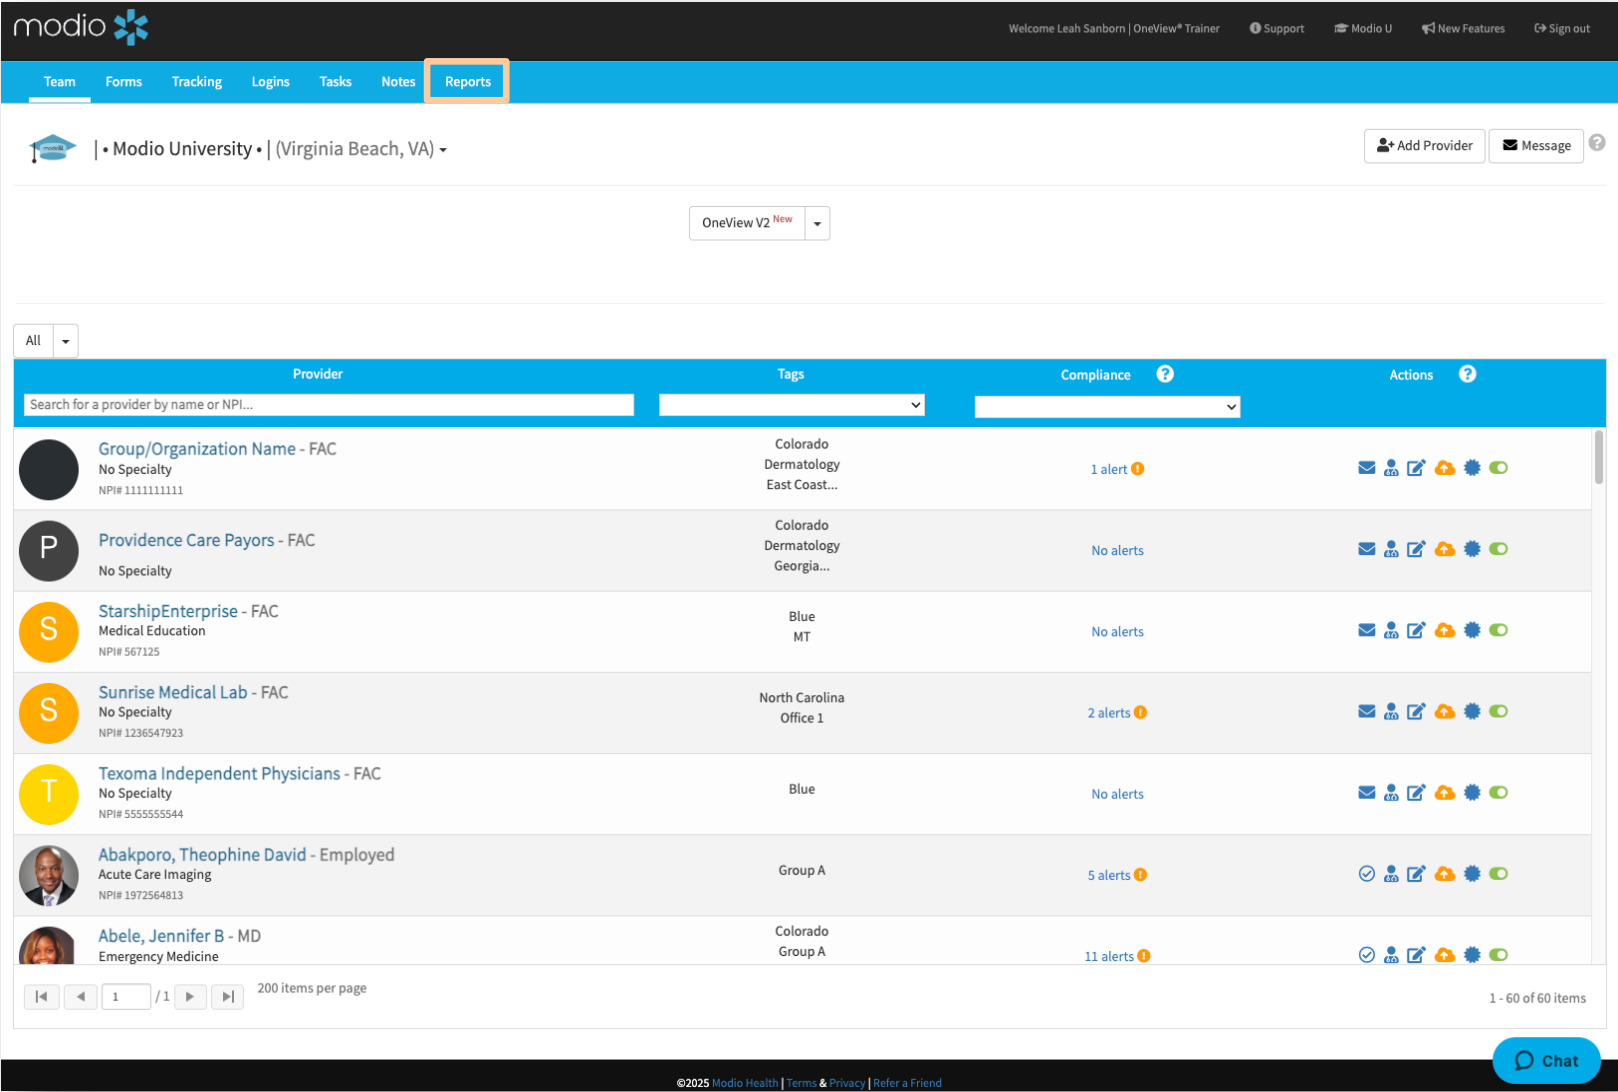 modio
Welcome Leah Sanborn | OneView® Trainer Support Modio U New Features Sign out
Team Forms Tracking Logins Tasks Notes Reports
| • Modio University • | (Virginia Beach, VA)
Add Provider Message
OneView V2 New
All
Provider Tags Compliance ? Actions ?
Search for a provider by name or NPI...
Group/Organization Name - FAC
No Specialty
NPI# 1111111111
Colorado
Dermatology
East Coast...
1 alert
P
Providence Care Payors - FAC
No Specialty
Colorado
Dermatology
Georgia...
No alerts
S
StarshipEnterprise - FAC
Medical Education
NPI# 567125
Blue
MT
No alerts
S
Sunrise Medical Lab - FAC
No Specialty
NPI# 1236547923
North Carolina
Office 1
2 alerts
T
Texoma Independent Physicians - FAC
No Specialty
NPI# 5555555544
Blue
No alerts
Abakporo, Theophine David - Employed
Acute Care Imaging
NPI# 1972564813
Group A
5 alerts
Abele, Jennifer B - MD
Emergency Medicine
Colorado
Group A
11 alerts
1 / 1 200 items per page
1 - 60 of 60 items
Chat
©2025 Modio Health | Terms & Privacy | Refer a Friend